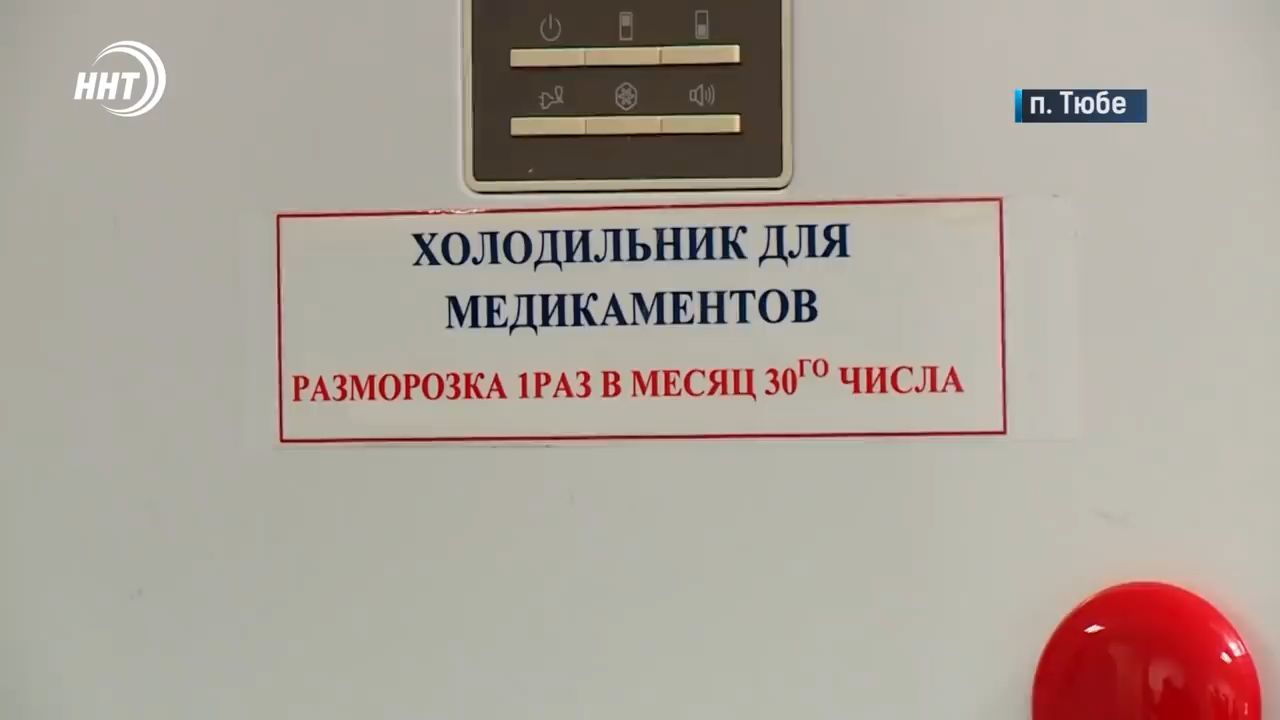 ННТ
п. Тюбе
ХОЛОДИЛЬНИК ДЛЯ
МЕДИКАМЕНТОВ
РАЗМОРОЗКА 1РАЗ В МЕСЯЦ 30ГО ЧИСЛА